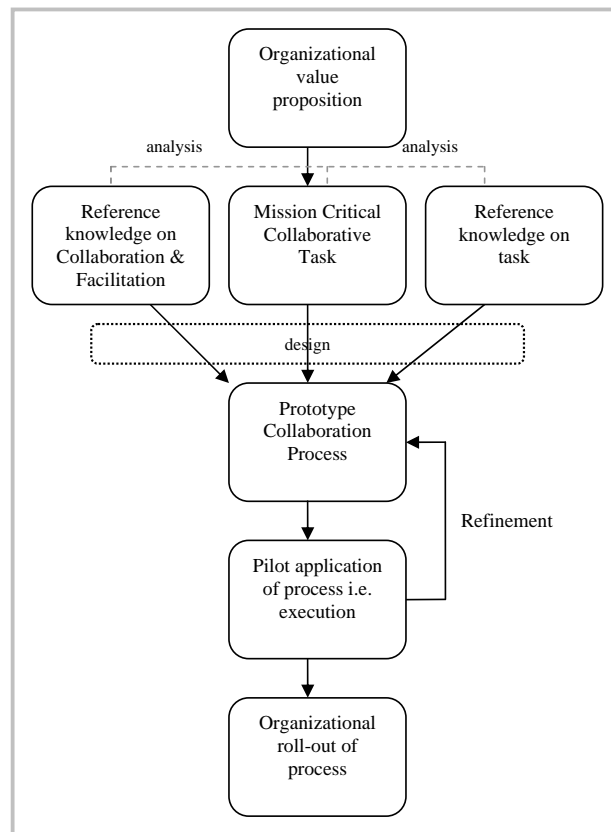 Organizational
value
proposition
analysis
analysis
Reference
knowledge on
Collaboration &
Facilitation
Mission Critical
Collaborative
Task
Reference
knowledge on
task
design
Prototype
Collaboration
Process
Refinement
Pilot application
of process i.e.
execution
Organizational
roll-out of
process